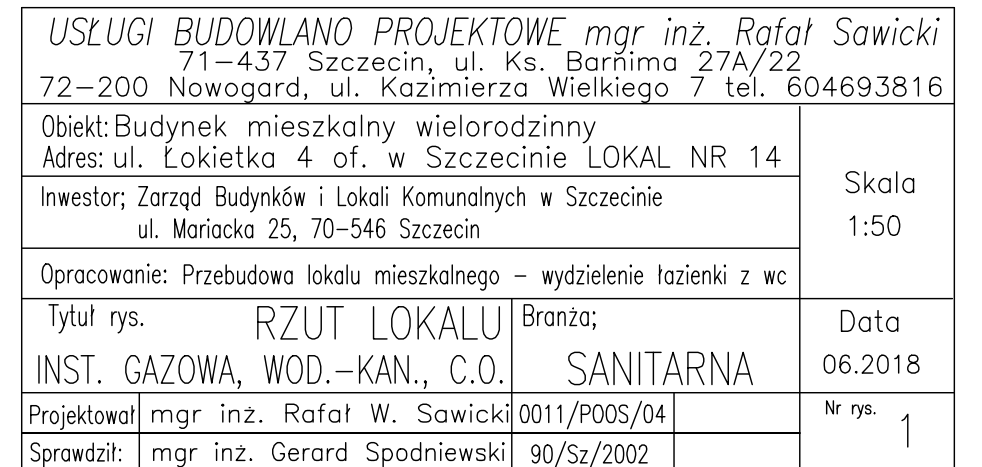 USŁUGI BUDOWLANO PROJEKTOWE mgr inż. Rafał Sawicki
71-437 Szczecin, ul. Ks. Barnima 27A/22
72-200 Nowogard, ul. Kazimierza Wielkiego 7 tel. 604693816
Obiekt: Budynek mieszkalny wielorodzinny
Adres: ul. Łokietka 4 of. w Szczecinie LOKAL NR 14
Inwestor; Zarząd Budynków i Lokali Komunalnych w Szczecinie
ul. Mariacka 25, 70-546 Szczecin
Opracowanie: Przebudowa lokalu mieszkalnego - wydzielenie łazienki z wc
Skala
1:50
Tytuł rys. RZUT LOKALU
INST. GAZOWA, WOD.-KAN., C.O.
Branża;
SANITARNA
Data
06.2018
Projektował mgr inż. Rafał W. Sawicki 0011/POOS/04
Sprawdził: mgr inż. Gerard Spodniewski 90/Sz/2002
Nr rys. 1